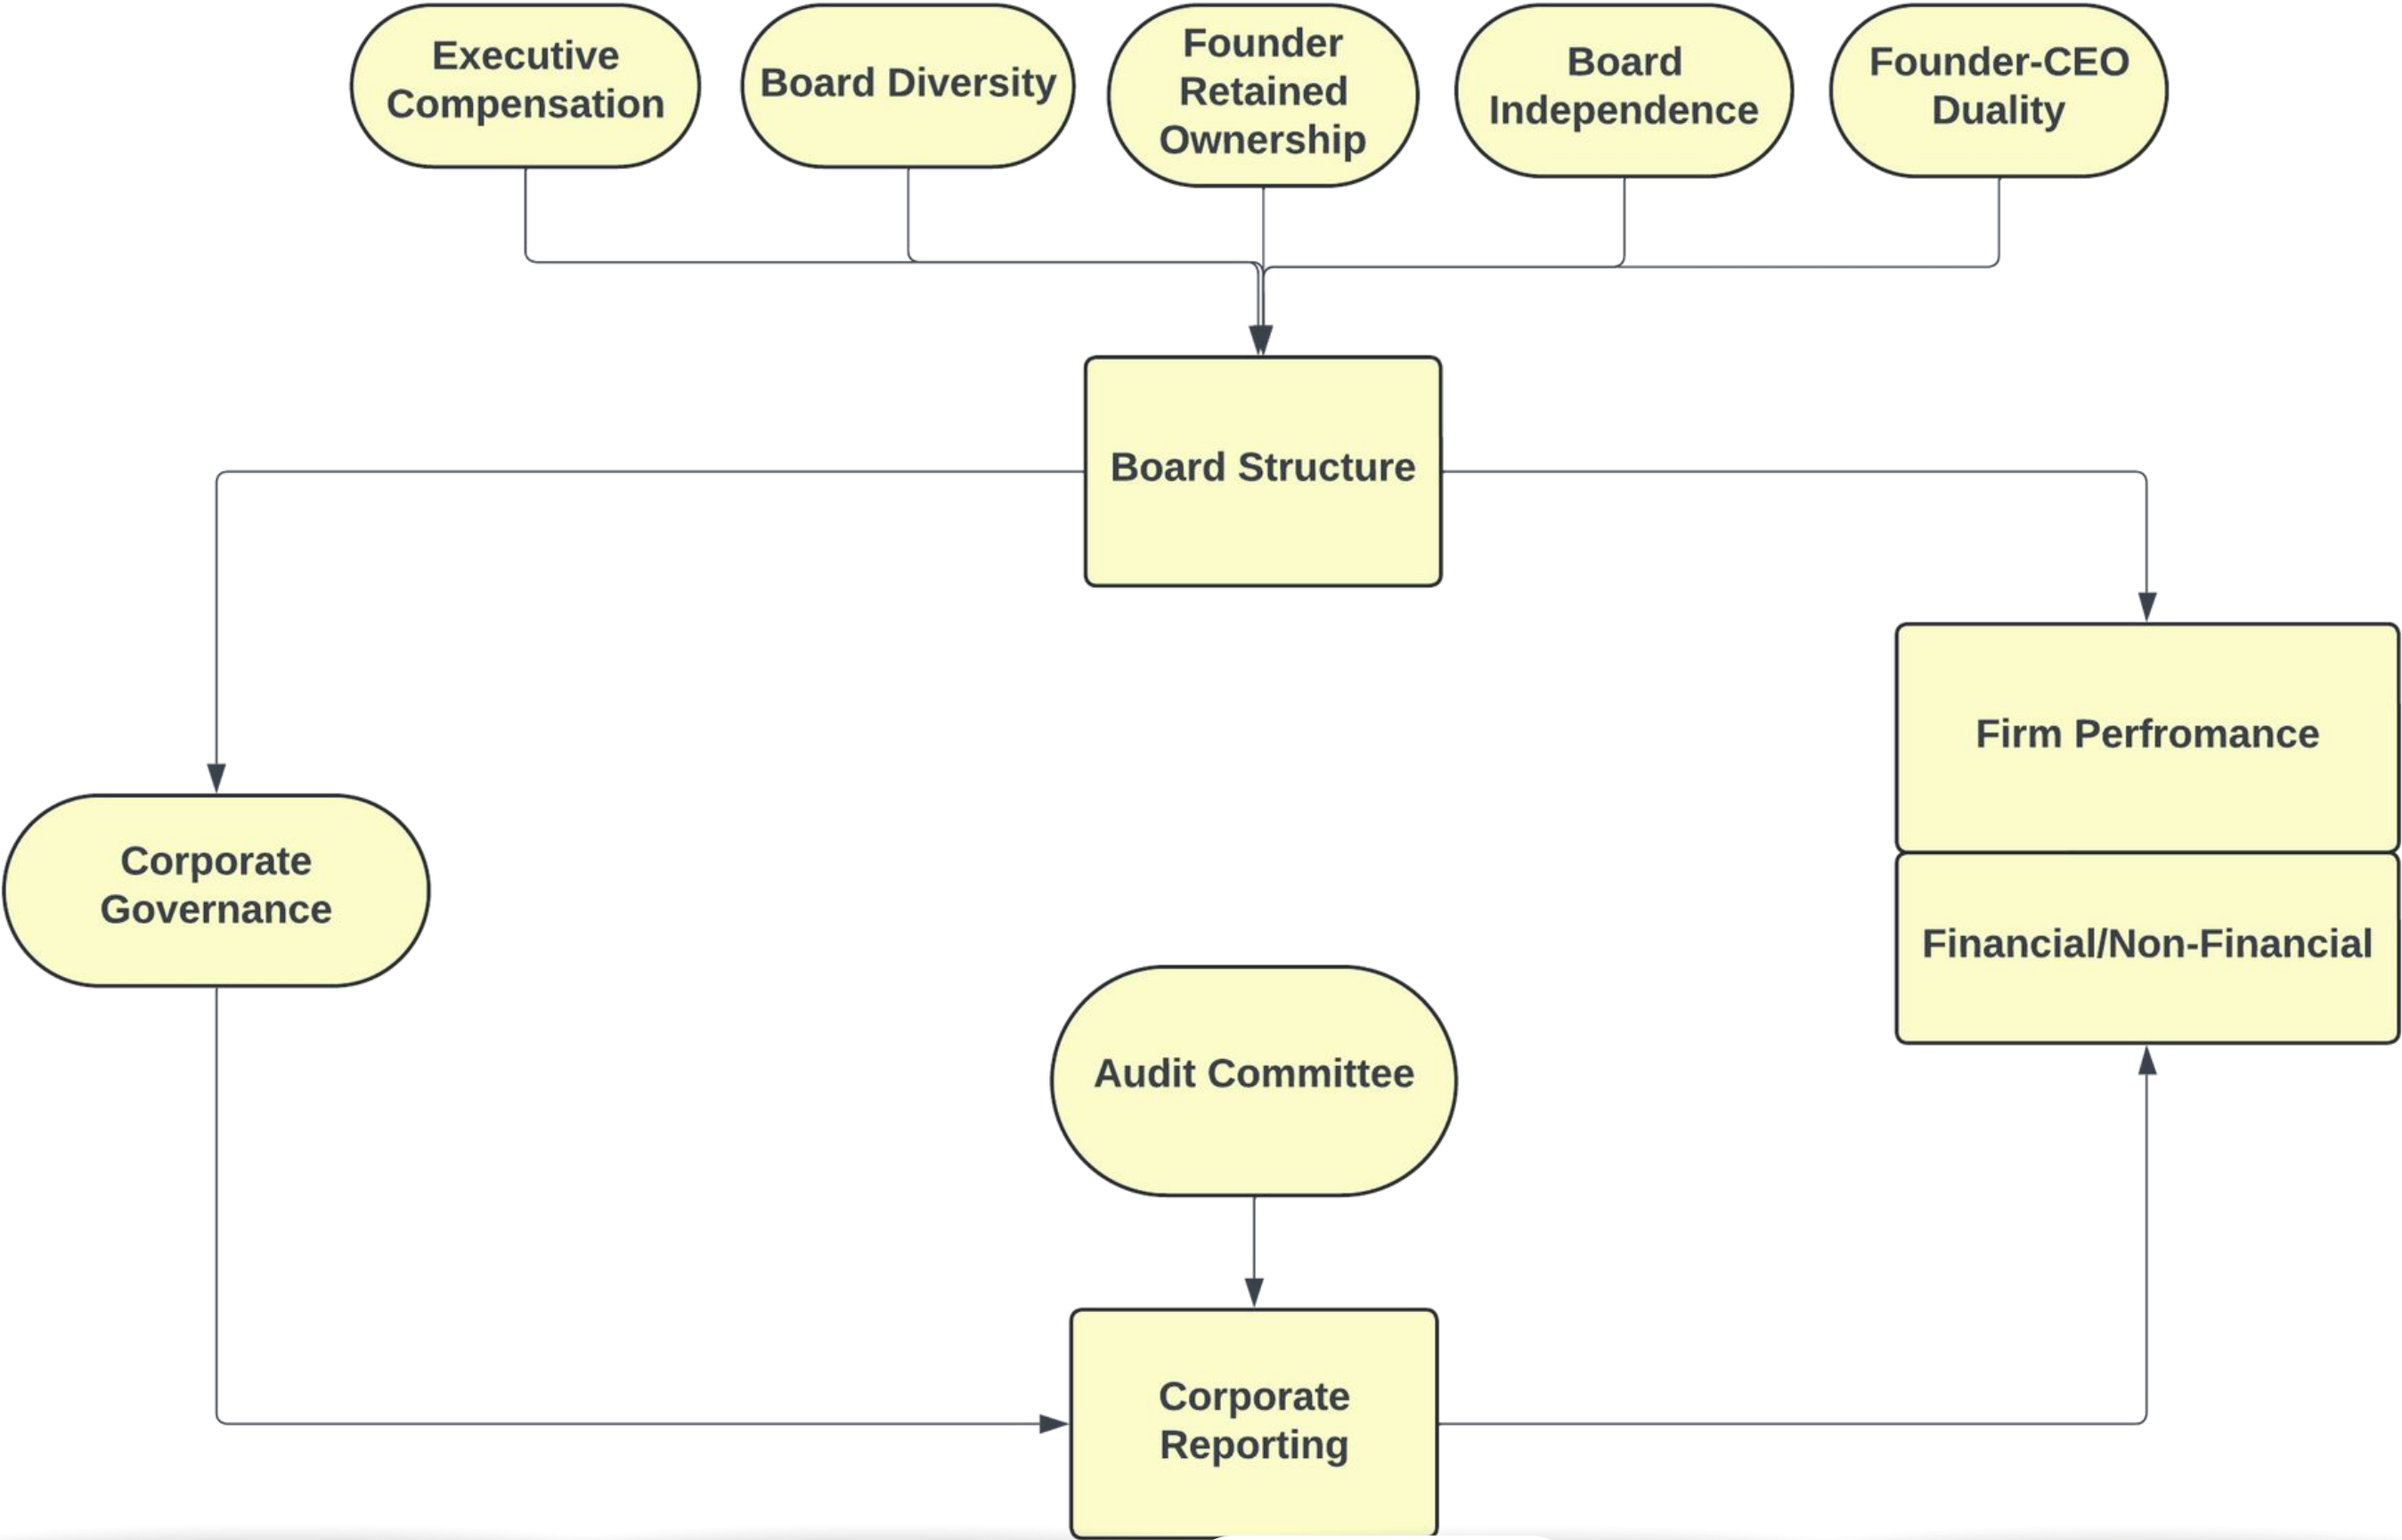 Executive
Compensation
Board Diversity
Founder
Retained
Ownership
Board
Independence
Founder-CEO
Duality
Board Structure
Firm Perfromance
Corporate
Governance
Financial/Non-Financial
Audit Committee
Corporate
Reporting